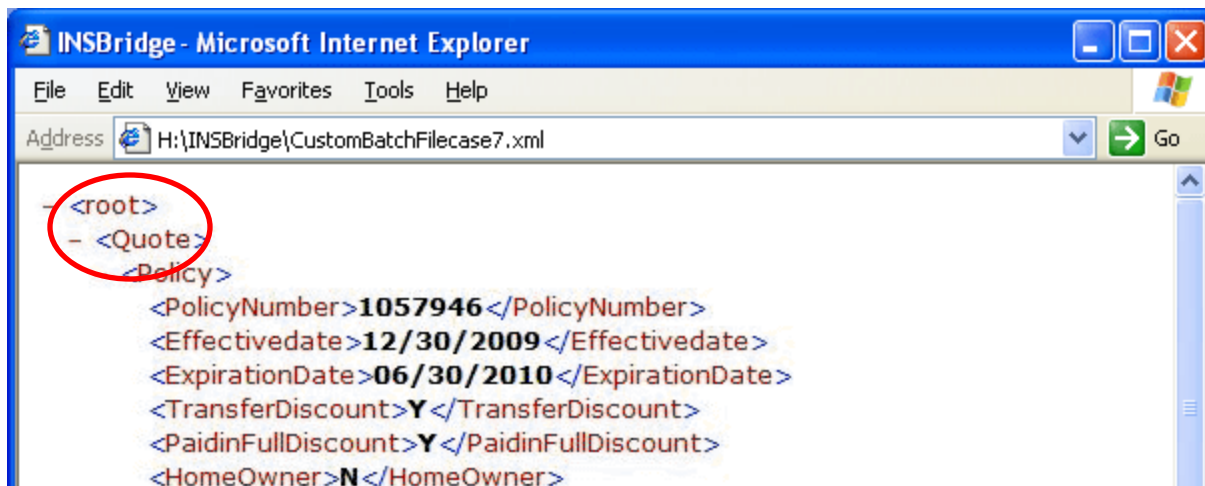 INSBridge - Microsoft Internet Explorer
File Edit View Favorites Tools Help
Address H:\INSBridge\CustomBatchFilecase7.xml Go
- <root>
- <Quote>
<Policy>
<PolicyNumber>1057946</PolicyNumber>
<Effectivedate>12/30/2009</Effectivedate>
<ExpirationDate>06/30/2010</ExpirationDate>
<TransferDiscount>Y</TransferDiscount>
<PaidinFullDiscount>Y</PaidinFullDiscount>
<HomeOwner>N</HomeOwner>